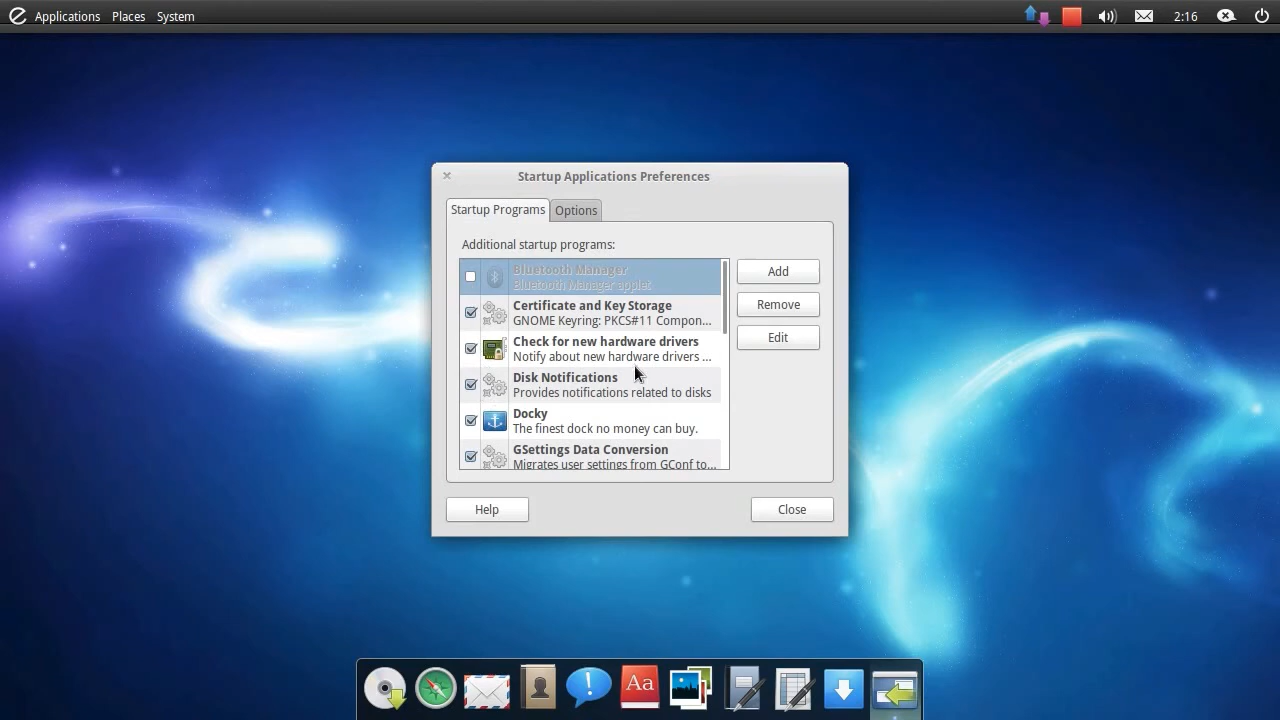 Applications Places System 2:16
Startup Applications Preferences
Startup Programs Options
Additional startup programs:
Bluetooth Manager
Bluetooth Manager applet
Certificate and Key Storage
GNOME Keyring: PKCS#11 Compon...
Check for new hardware drivers
Notify about new hardware drivers ...
Disk Notifications
Provides notifications related to disks
Docky
The finest dock no money can buy.
GSettings Data Conversion
Migrates user settings from GConf to...
Add
Remove
Edit
Help Close
Aa